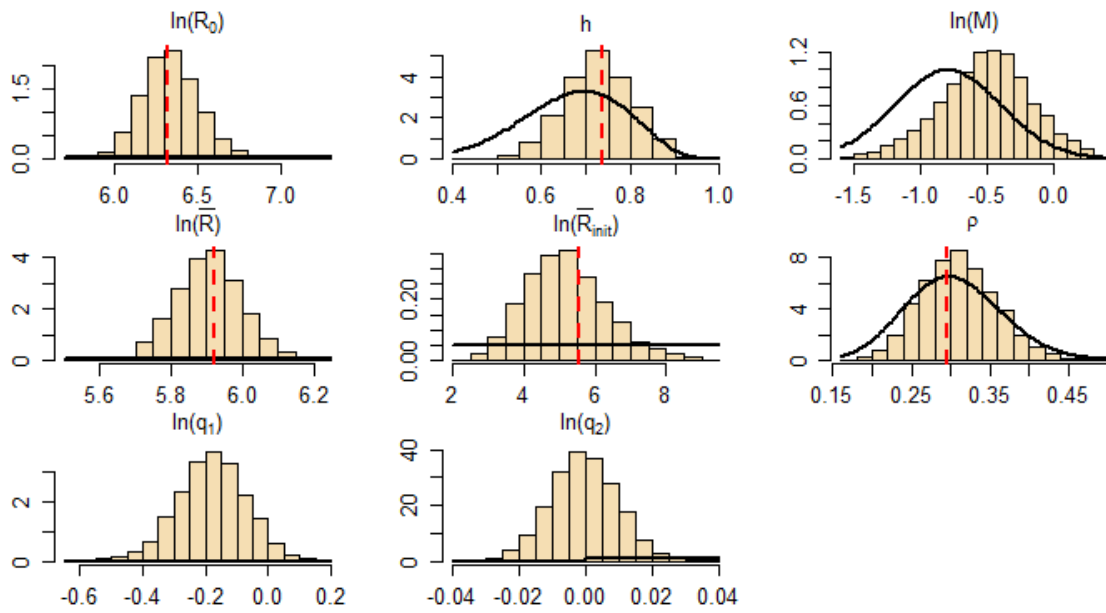 ln(R₀) h ln(M)
0.0 1.5
6.0 6.5 7.0
0 2 4
0.4 0.6 0.8 1.0
0.0 0.6 1.2
-1.5 -1.0 -0.5 0.0
ln(R̅) ln(R̅init) ρ
0 2 4
5.6 5.8 6.0 6.2
0.00 0.20
2 4 6 8
0 4 8
0.15 0.25 0.35 0.45
ln(q₁) ln(q₂)
0 2
-0.6 -0.4 -0.2 0.0 0.2
0 20 40
-0.04 -0.02 0.00 0.02 0.04